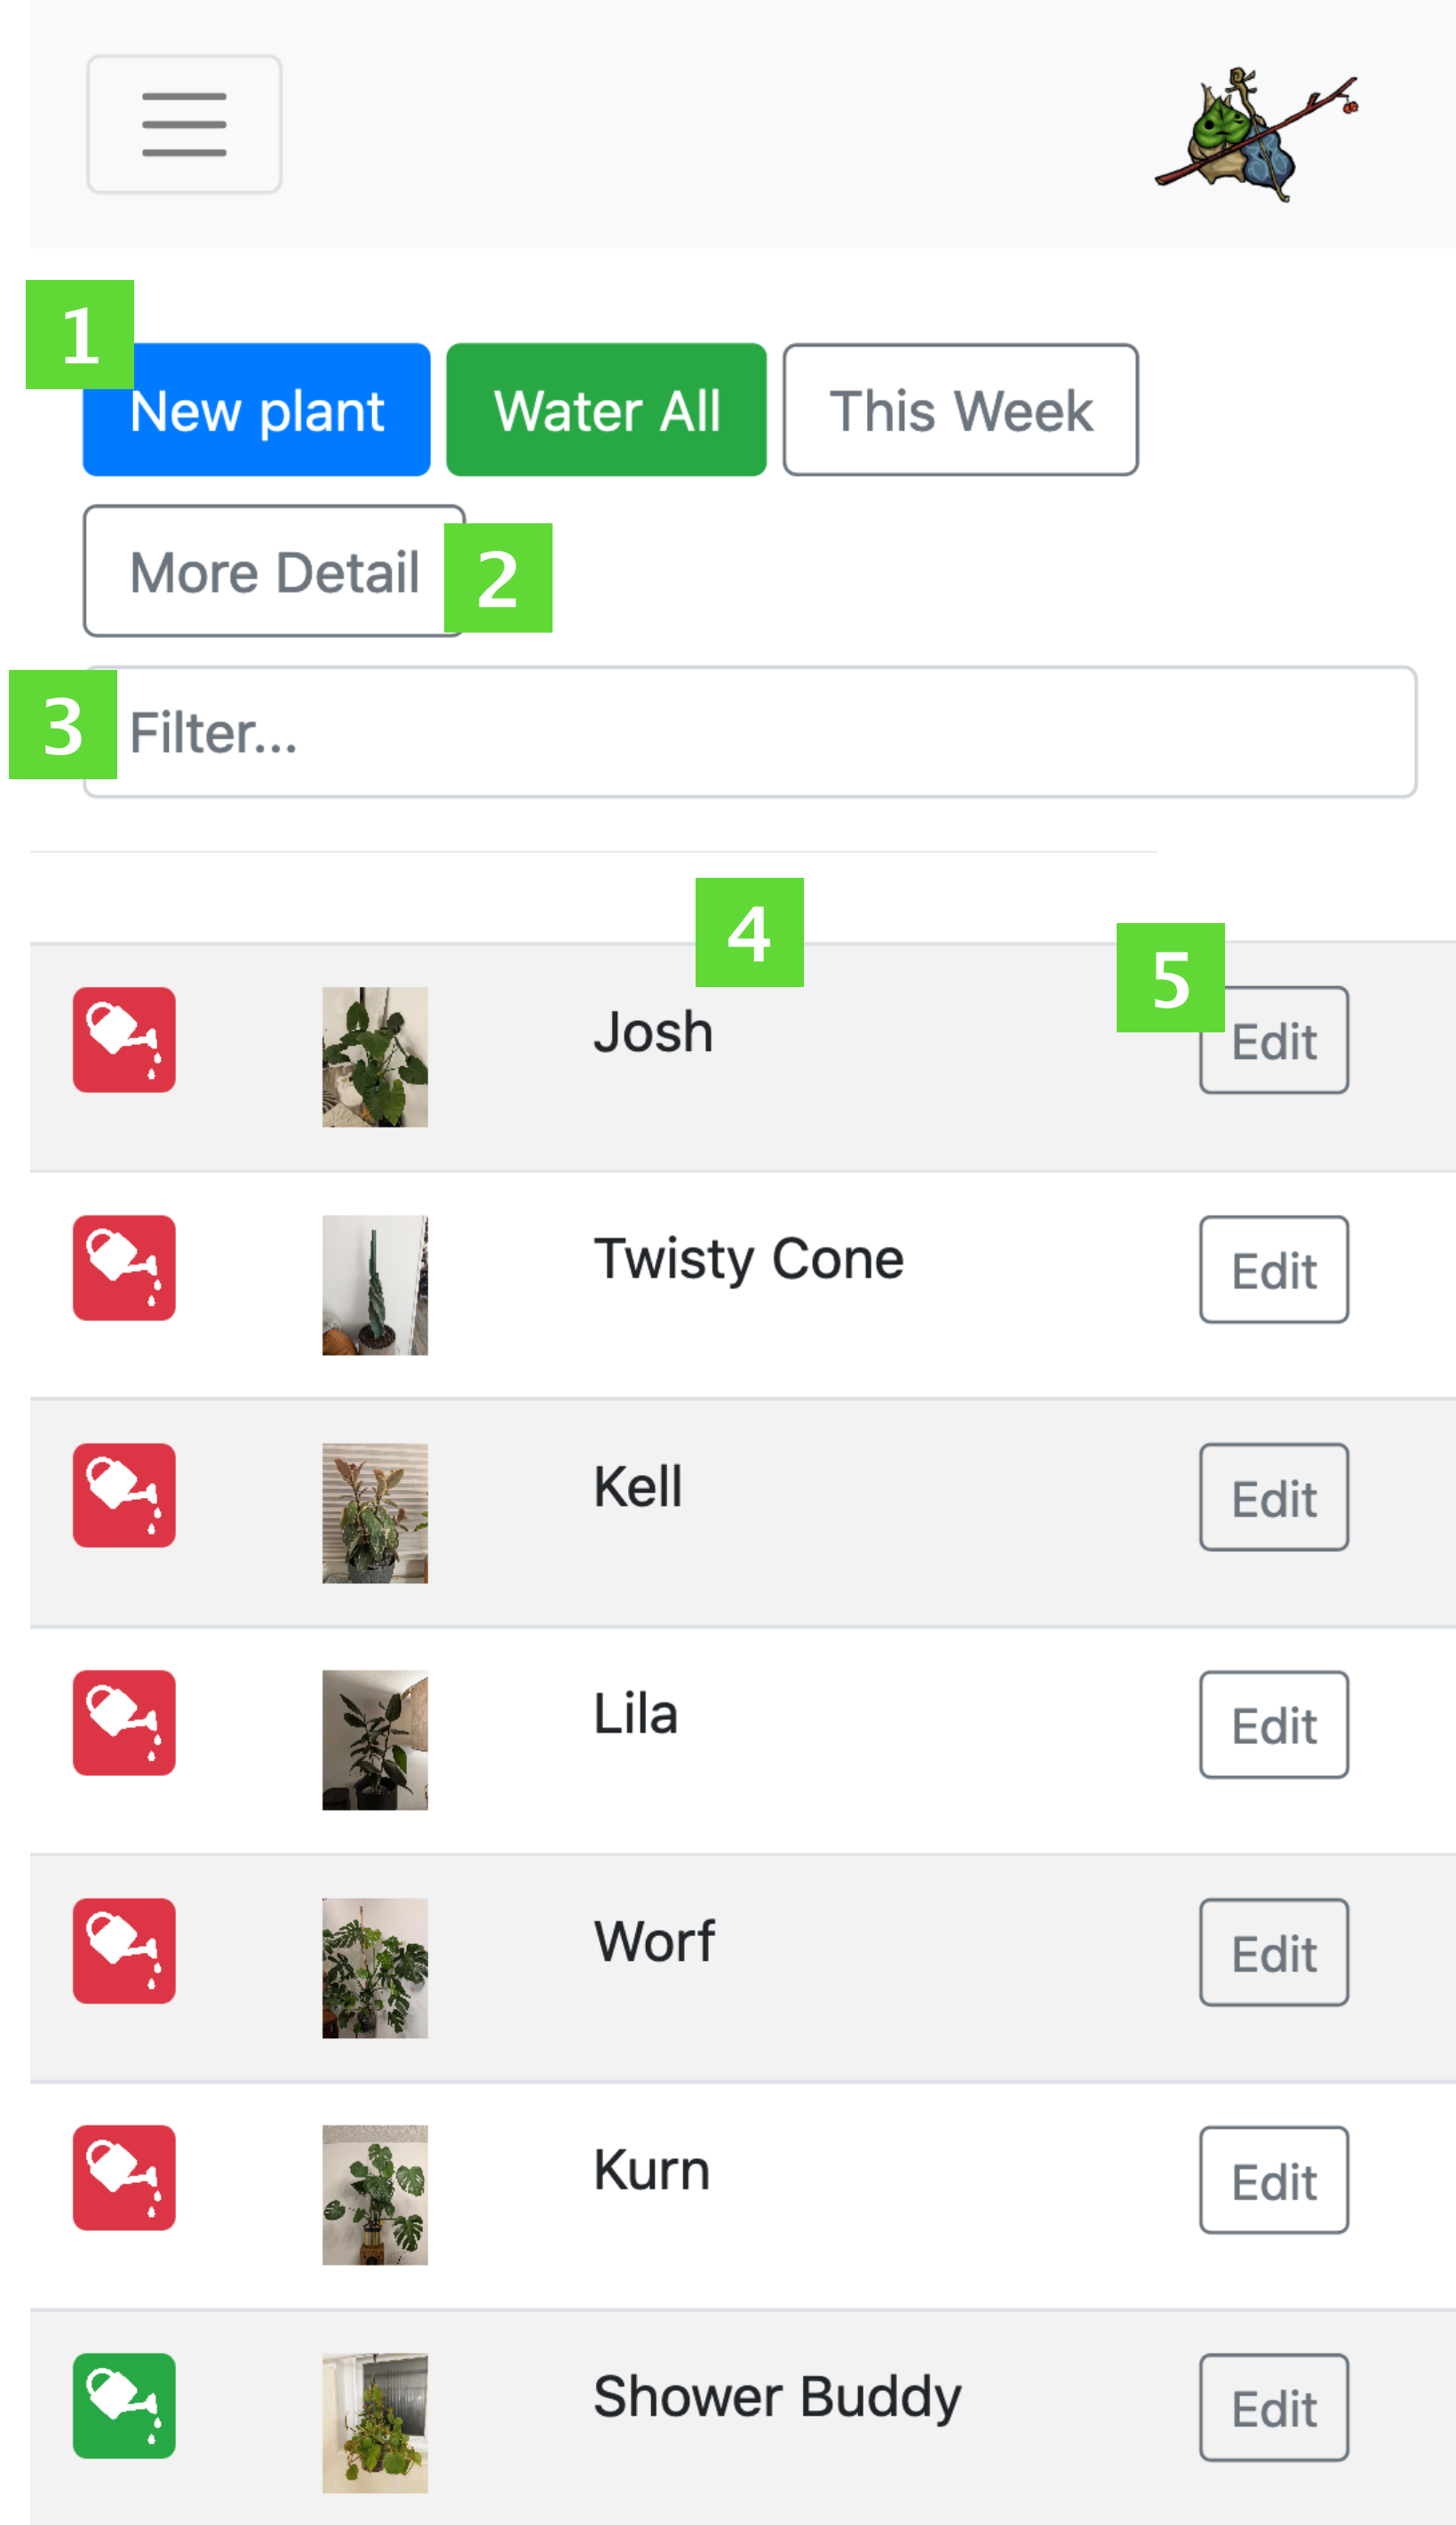 1
New plant Water All This Week
More Detail 2
3 Filter...
4
5
Josh Edit
Twisty Cone Edit
Kell Edit
Lila Edit
Worf Edit
Kurn Edit
Shower Buddy Edit